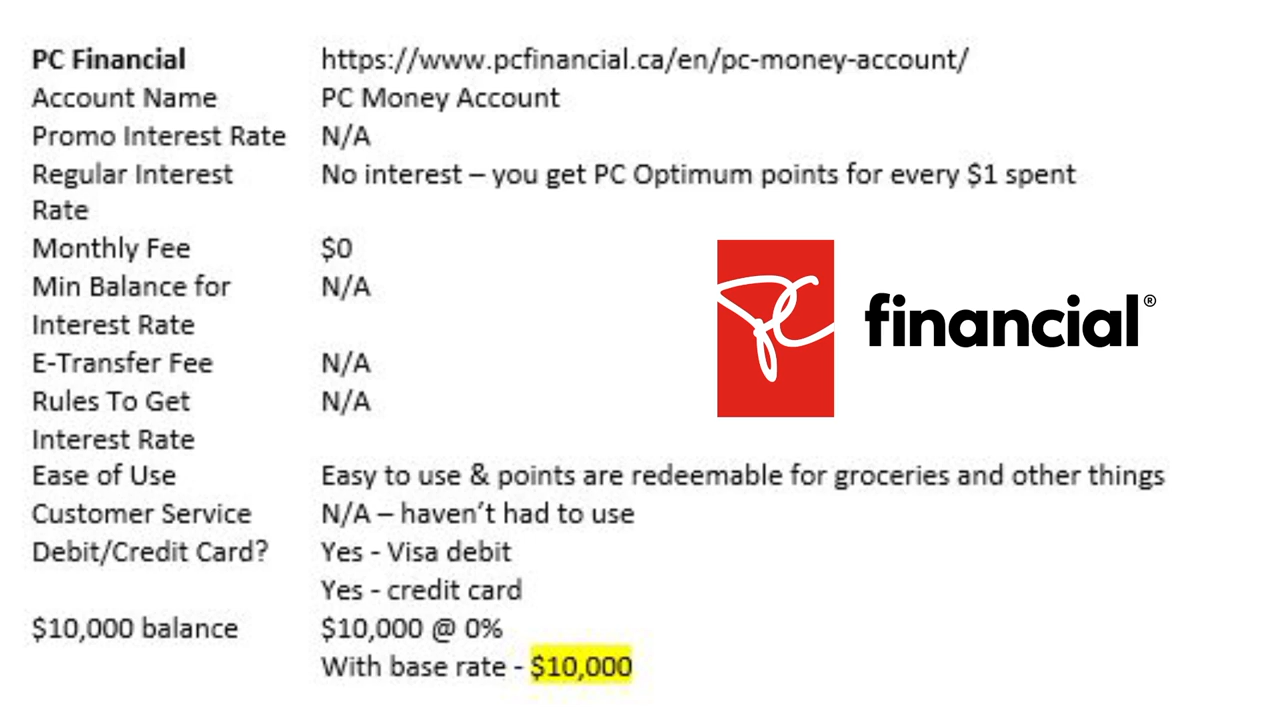 PC Financial https://www.pcfinancial.ca/en/pc-money-account/
Account Name PC Money Account
Promo Interest Rate N/A
Regular Interest No interest – you get PC Optimum points for every $1 spent
Rate
Monthly Fee $0
Min Balance for N/A
Interest Rate
E-Transfer Fee N/A
Rules To Get N/A
Interest Rate
PC financial®
Ease of Use Easy to use & points are redeemable for groceries and other things
Customer Service N/A – haven’t had to use
Debit/Credit Card? Yes - Visa debit
Yes - credit card
$10,000 balance $10,000 @ 0%
With base rate - $10,000